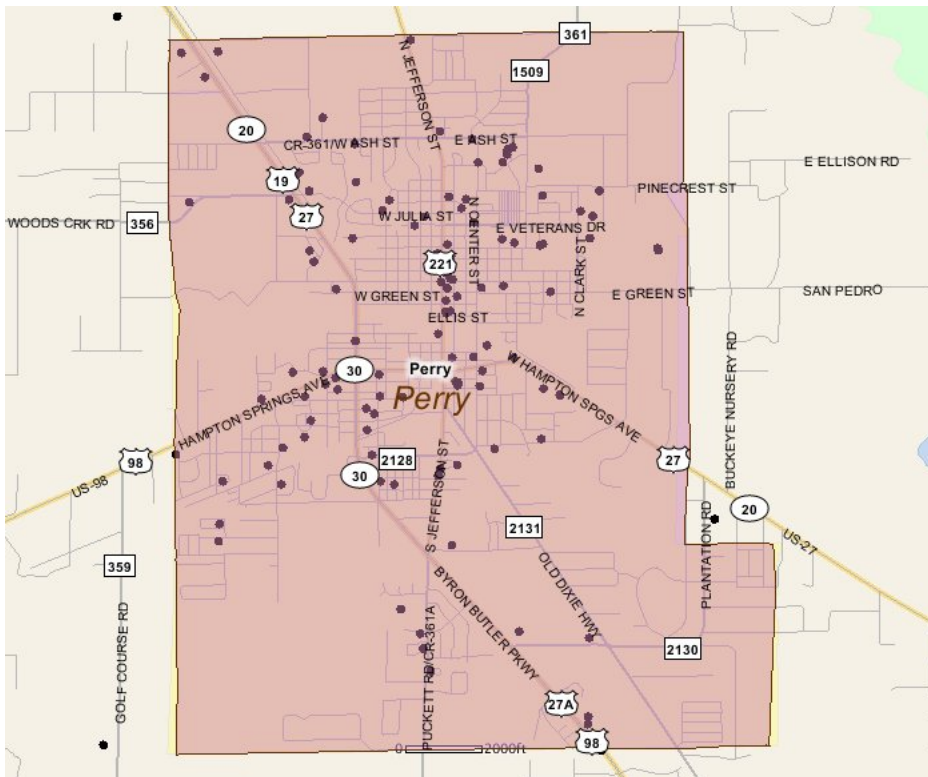 361
1509
N JEFFERSON ST
20
CR-361/W ASH ST
E ASH ST
E ELLISON RD
19
PINECREST ST
27
356
WOODS CRK RD
W JULIA ST
N CENTER ST
E VETERANS DR
221
N CLARK ST
W GREEN ST
E GREEN ST
SAN PEDRO
ELLIS ST
BUCKEYE NURSERY RD
30
Perry
Perry
W HAMPTON SPGS AVE
HAMPTON SPRINGS AVE
98
US-98
2128
30
27
S JEFFERSON ST
20
2131
US-27
PLANTATION RD
OLD DIXIE HWY
359
BYRON BUTLER PKWY
GOLF COURSE RD
PUCKETT RD/CR-361A
2130
27A
98
0 2000ft